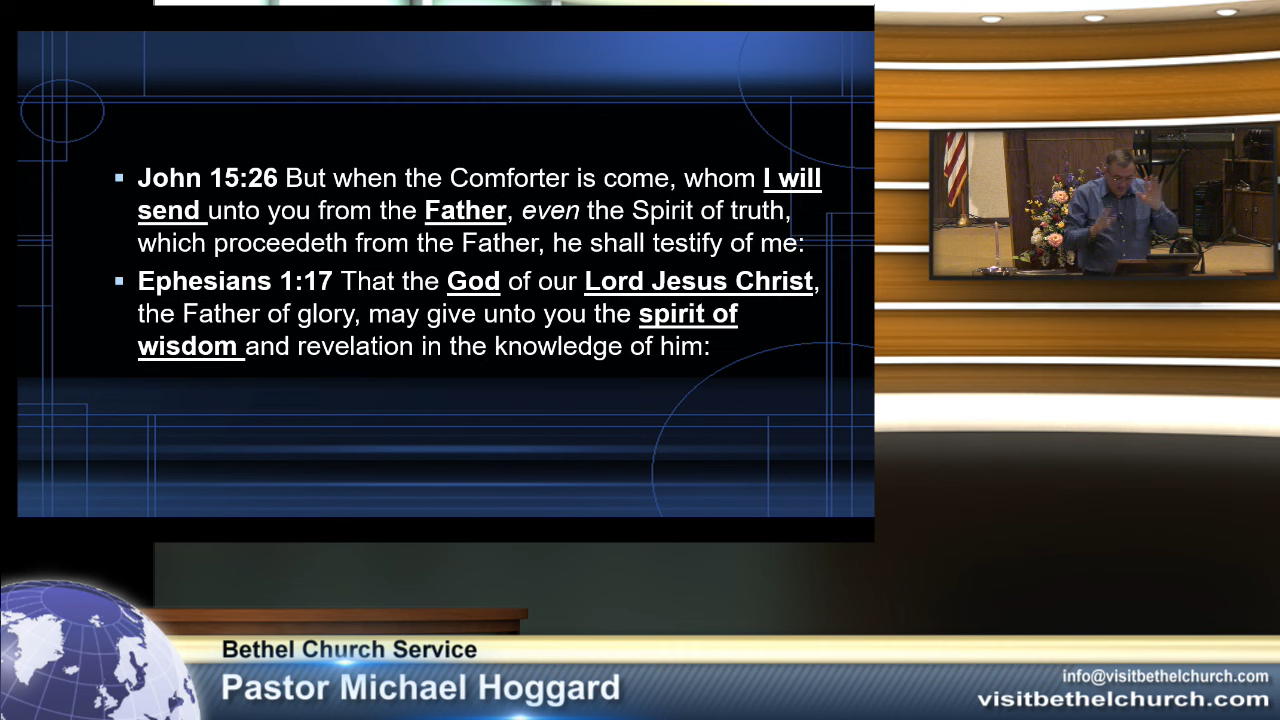 John 15:26 But when the Comforter is come, whom I will
send unto you from the Father, even the Spirit of truth,
which proceedeth from the Father, he shall testify of me:
Ephesians 1:17 That the God of our Lord Jesus Christ,
the Father of glory, may give unto you the spirit of
wisdom and revelation in the knowledge of him:
Bethel Church Service
Pastor Michael Hoggard
info@visitbethelchurch.com
visitbethelchurch.com